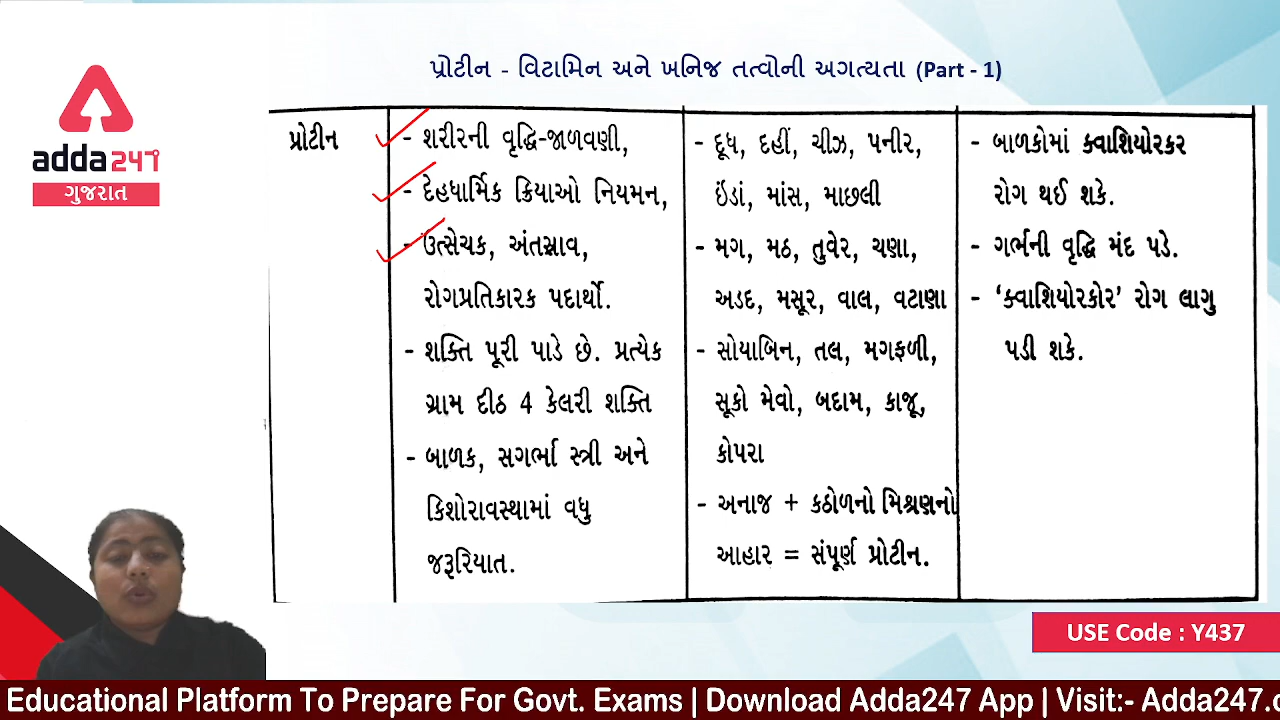 પ્રોટીન - વિટામિન અને ખનિજ તત્વોની અગત્યતા (Part - 1)
adda247
ગુજરાત
પ્રોટીન
- શરીરની વૃદ્ધિ-જાળવણી,
- દેહધાર્મિક ક્રિયાઓ નિયમન,
- ઉત્સેચક, અંતસ્રાવ,
રોગપ્રતિકારક પદાર્થો.
- શક્તિ પૂરી પાડે છે. પ્રત્યેક
ગ્રામ દીઠ 4 કેલરી શક્તિ
- બાળક, સગર્ભા સ્ત્રી અને
કિશોરાવસ્થામાં વધુ
જરૂરિયાત.
- દૂધ, દહીં, ચીઝ, પનીર,
ઈંડાં, માંસ, માછલી
- મગ, મઠ, તુવેર, ચણા,
અડદ, મસૂર, વાલ, વટાણા
- સોયાબિન, તલ, મગફળી,
સૂકો મેવો, બદામ, કાજૂ,
કોપરા
- અનાજ + કઠોળનો મિશ્રણનો
આહાર = સંપૂર્ણ પ્રોટીન.
- બાળકોમાં ક્વાશિયોરકર
રોગ થઈ શકે.
- ગર્ભની વૃદ્ધિ મંદ પડે.
- ‘ક્વાશિયોરકોર’ રોગ લાગુ
પડી શકે.
USE Code : Y437
Educational Platform To Prepare For Govt. Exams | Download Adda247 App | Visit:- Adda247.c